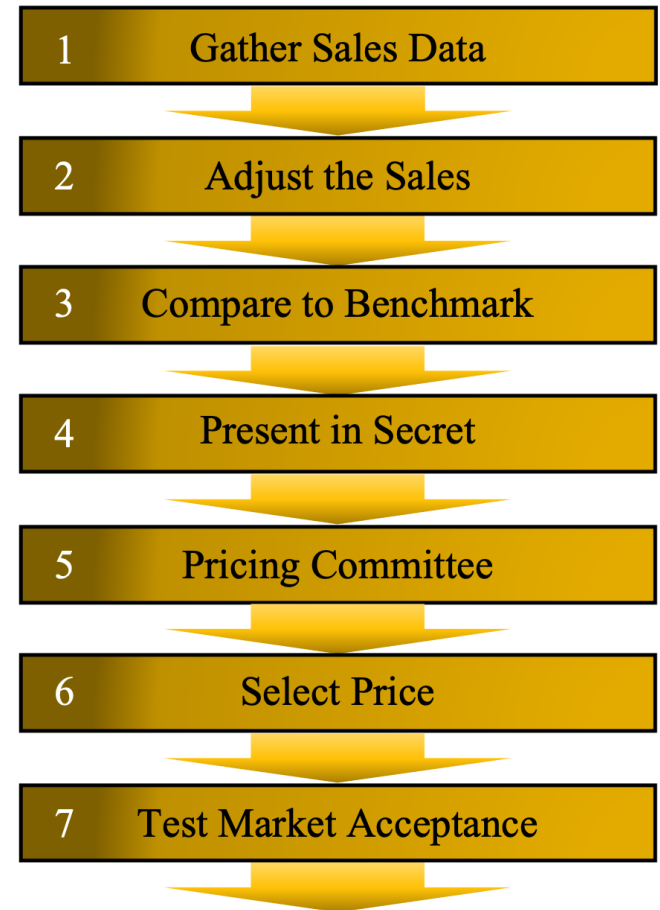 1 Gather Sales Data
2 Adjust the Sales
3 Compare to Benchmark
4 Present in Secret
5 Pricing Committee
6 Select Price
7 Test Market Acceptance